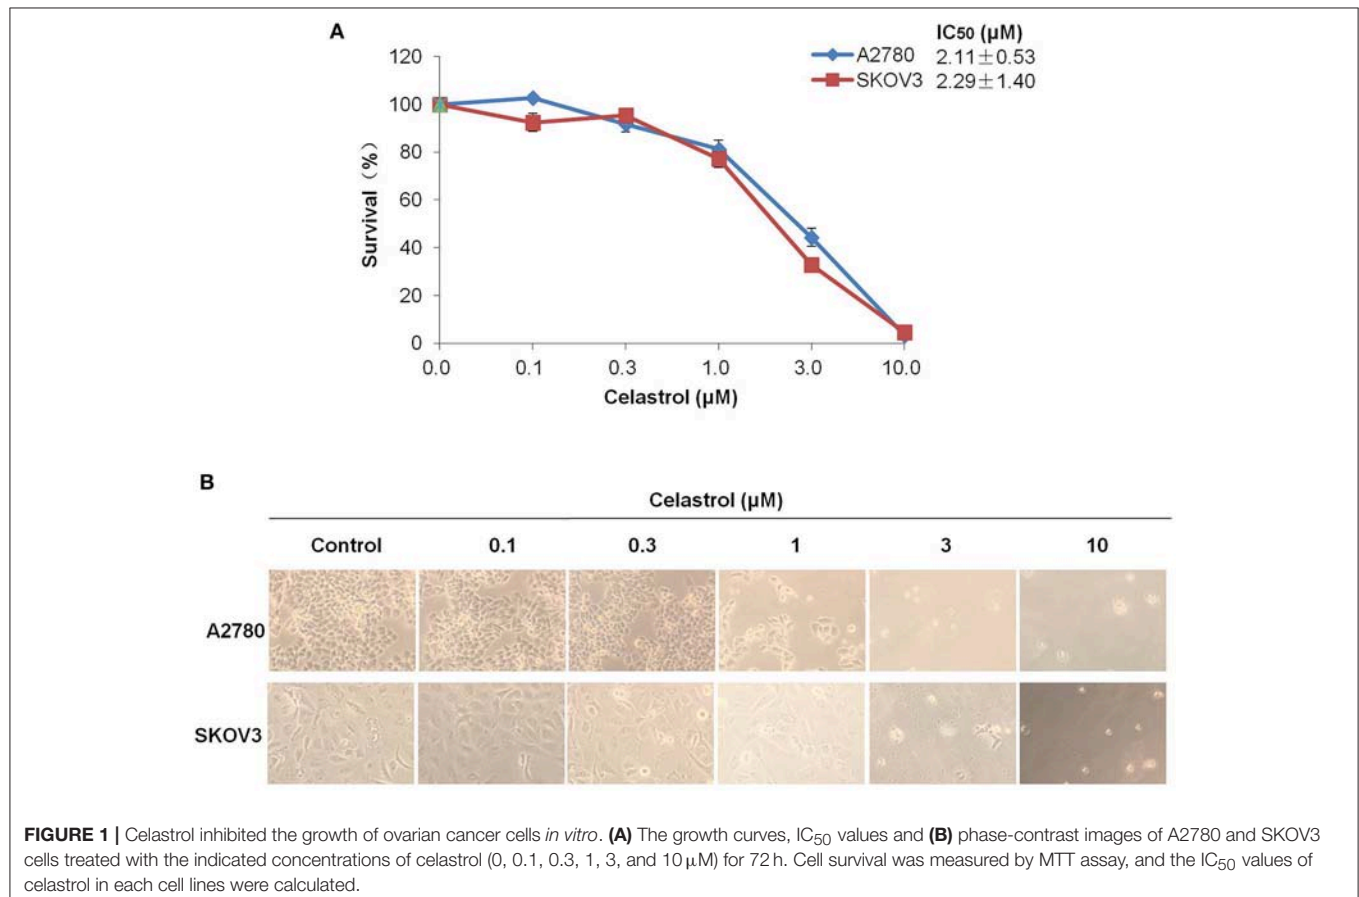 A
IC50 (μM)
A2780 2.11±0.53
SKOV3 2.29±1.40
120
100
80
60
40
20
0
Survival (%)
0.0 0.1 0.3 1.0 3.0 10.0
Celastrol (μM)
B
Celastrol (μM)
Control 0.1 0.3 1 3 10
A2780
SKOV3
FIGURE 1 | Celastrol inhibited the growth of ovarian cancer cells in vitro. (A) The growth curves, IC50 values and (B) phase-contrast images of A2780 and SKOV3
cells treated with the indicated concentrations of celastrol (0, 0.1, 0.3, 1, 3, and 10 μM) for 72 h. Cell survival was measured by MTT assay, and the IC50 values of
celastrol in each cell lines were calculated.